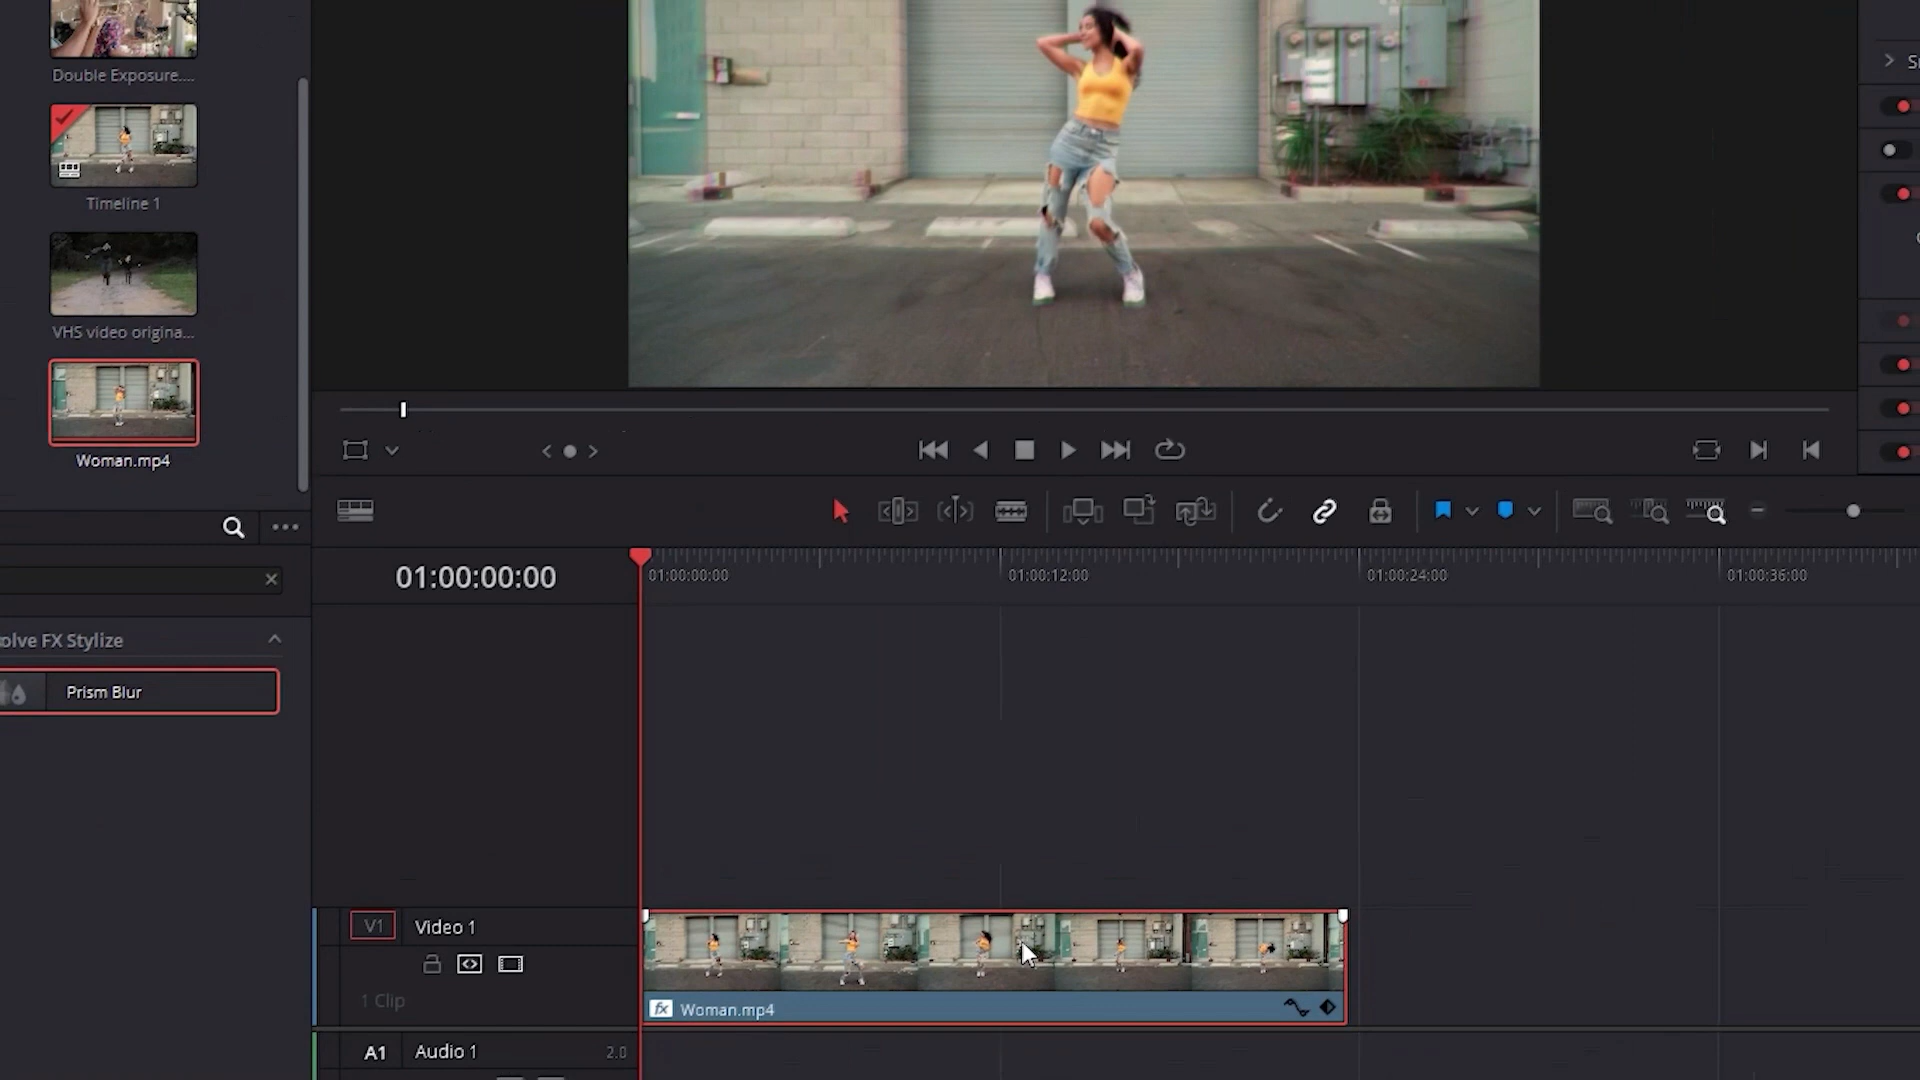 Double Exposure....
Timeline 1
VHS video origina...
Woman.mp4
olve FX Stylize
Prism Blur
01:00:00:00
01:00:00:00
01:00:12:00
01:00:24:00
01:00:36:00
V1
Video 1
1 Clip
fx
Woman.mp4
A1
Audio 1
2.0